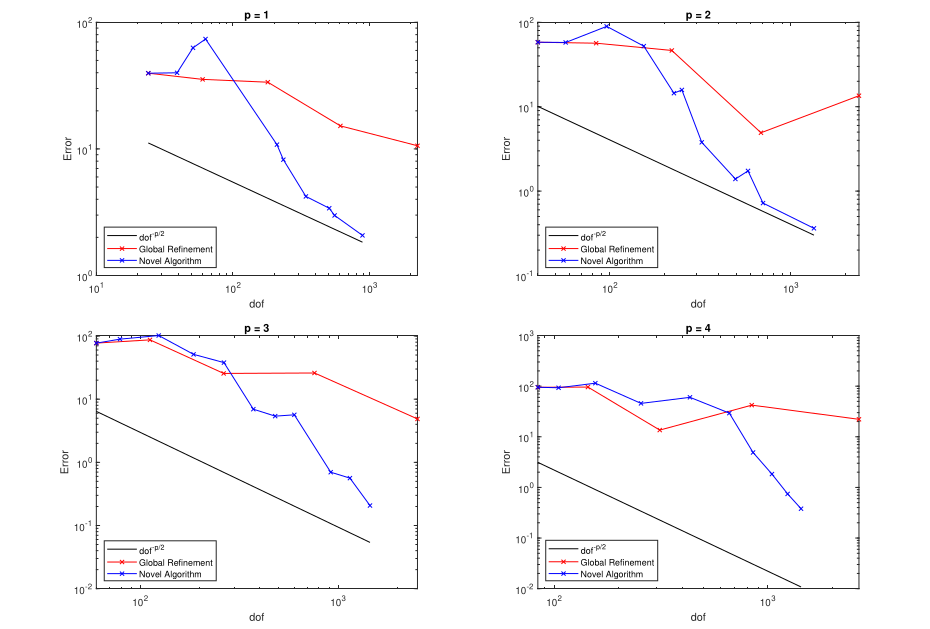 p = 1
10^2
10^1
10^0
Error
10^1
10^2
10^3
dof
dof^-p/2
Global Refinement
Novel Algorithm
p = 2
10^2
10^1
10^0
10^-1
Error
10^2
10^3
dof
dof^-p/2
Global Refinement
Novel Algorithm
p = 3
10^2
10^1
10^0
10^-1
10^-2
Error
10^2
10^3
dof
dof^-p/2
Global Refinement
Novel Algorithm
p = 4
10^3
10^2
10^1
10^0
10^-1
10^-2
Error
10^2
10^3
dof
dof^-p/2
Global Refinement
Novel Algorithm